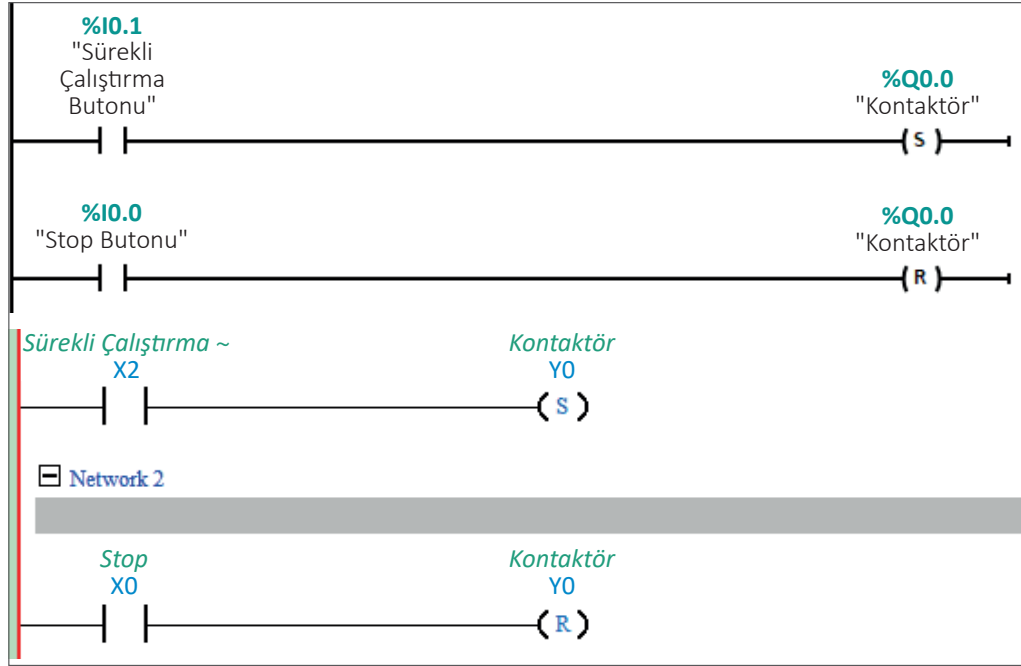 %I0.1
"Sürekli
Çalıştırma
Butonu"
%Q0.0
"Kontaktör"
S
%I0.0
"Stop Butonu"
%Q0.0
"Kontaktör"
R
Sürekli Çalıştırma ~
X2
Kontaktör
Y0
S
Network 2
Stop
X0
Kontaktör
Y0
R